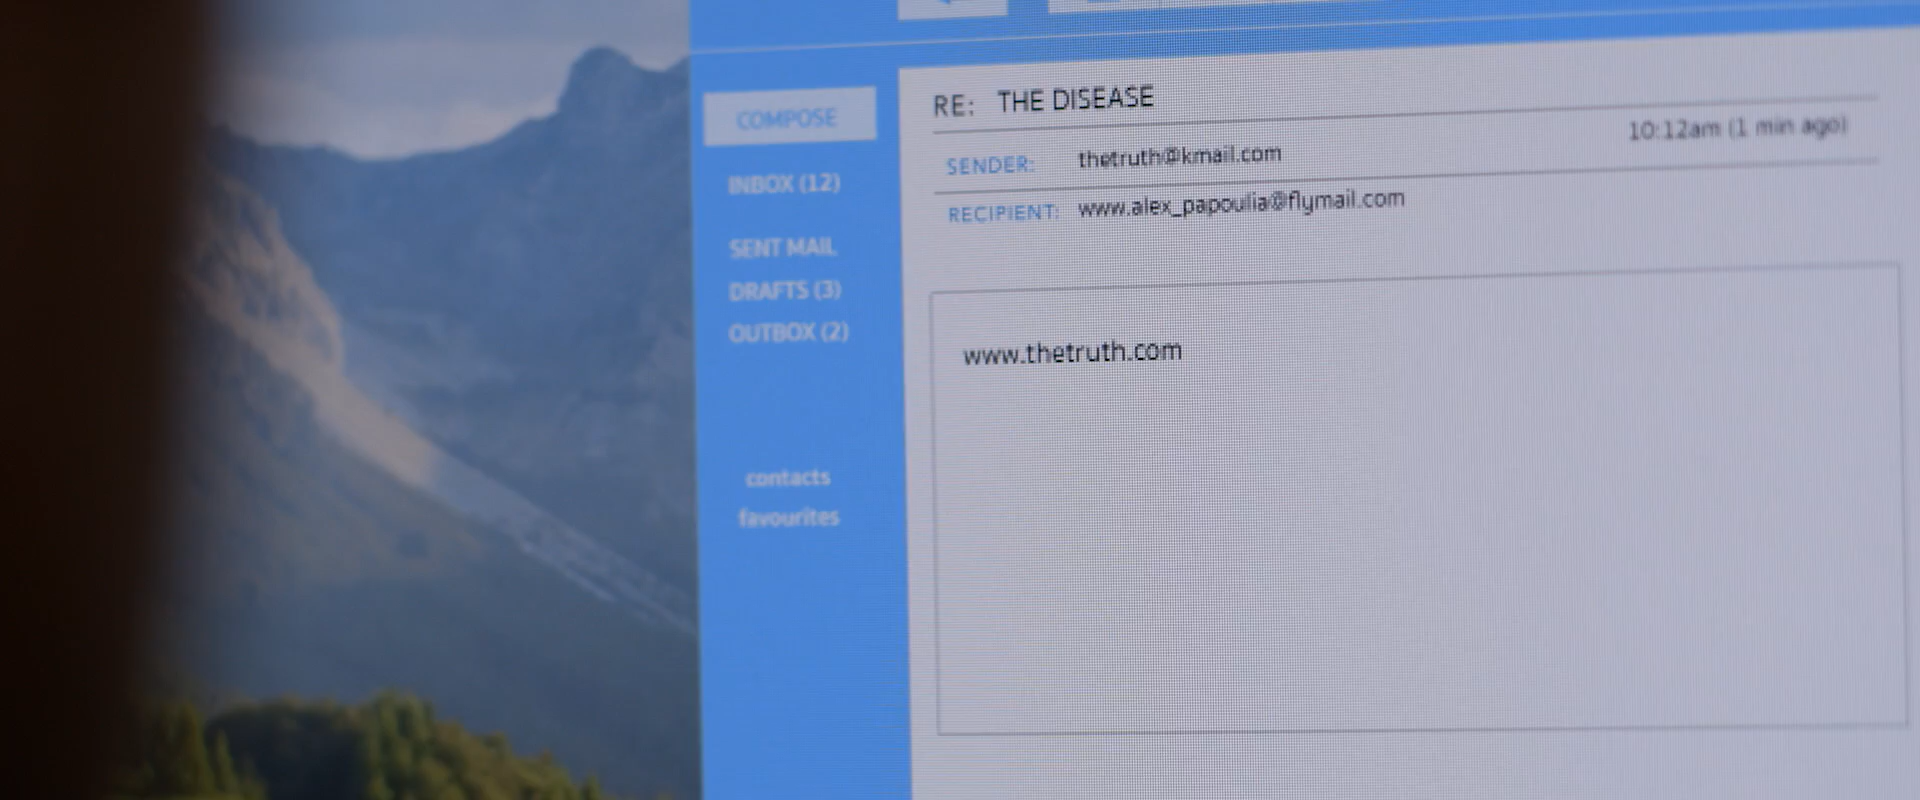 COMPOSE
INBOX (12)
SENT MAIL
DRAFTS (3)
OUTBOX (2)
contacts
favourites
RE: THE DISEASE
10:12am (1 min ago)
SENDER: thetruth@kmail.com
RECIPIENT: www.alex_papoulia@flymail.com
www.thetruth.com